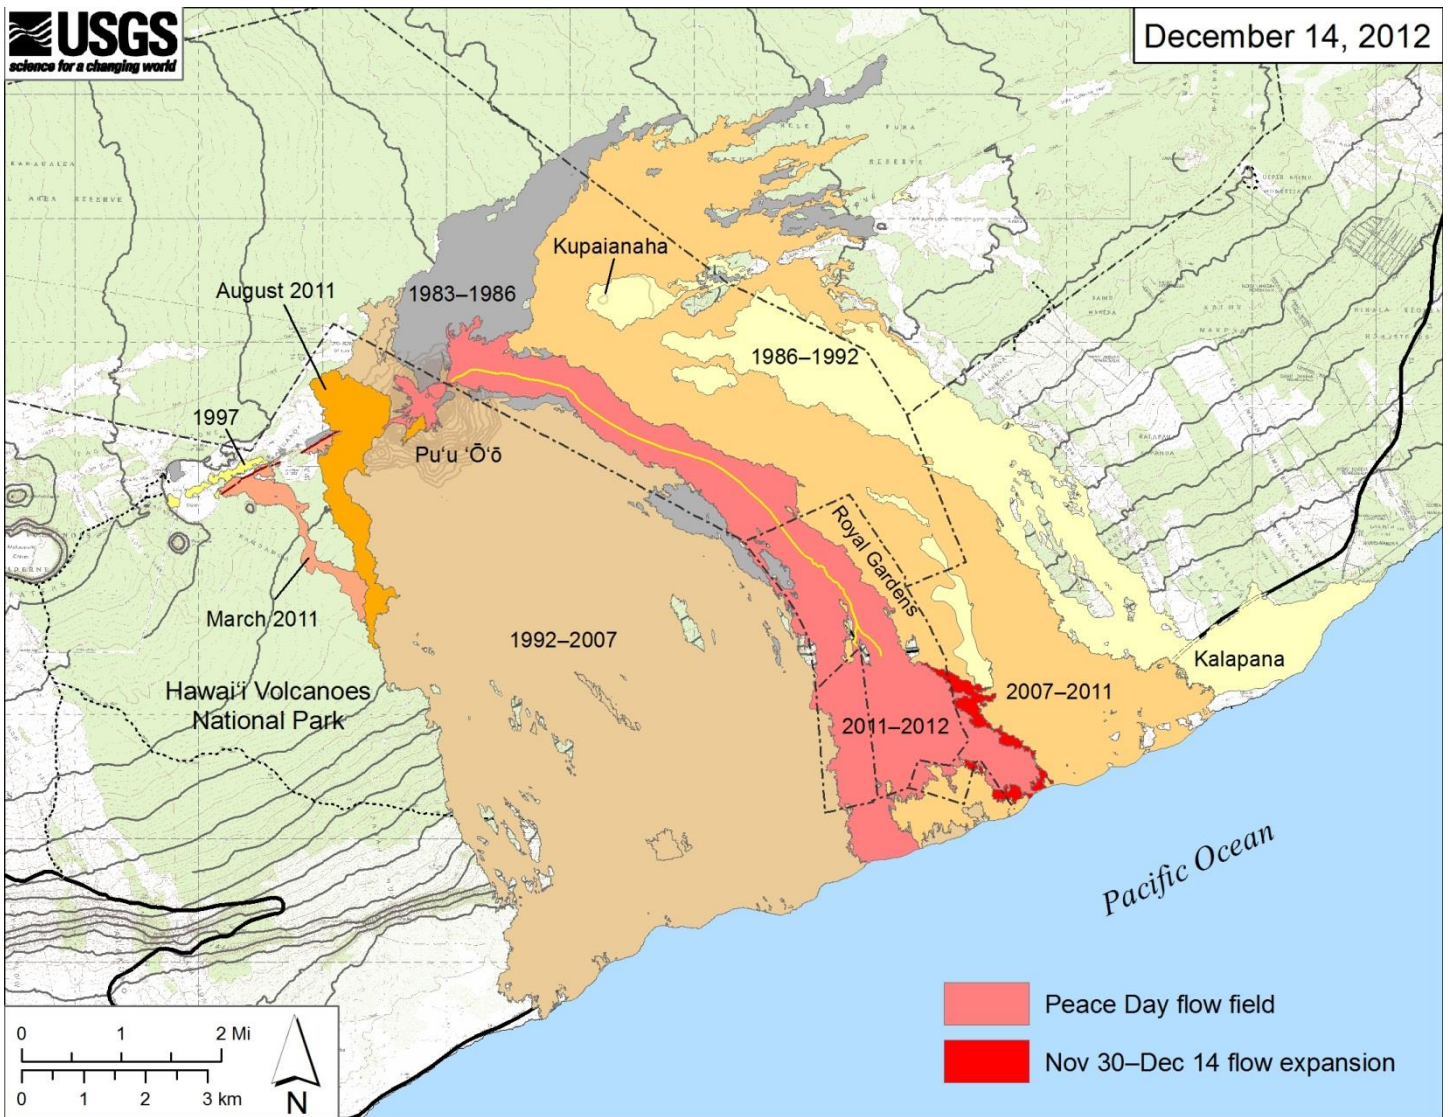 USGS
science for a changing world
December 14, 2012
Kupaianaha
August 2011
1983–1986
1986–1992
1997
Pu‘u ‘Ō‘ō
Royal Gardens
March 2011
1992–2007
Kalapana
Hawai‘i Volcanoes
National Park
2007–2011
2011–2012
Pacific Ocean
Peace Day flow field
Nov 30–Dec 14 flow expansion
0 1 2 Mi
0 1 2 3 km
N